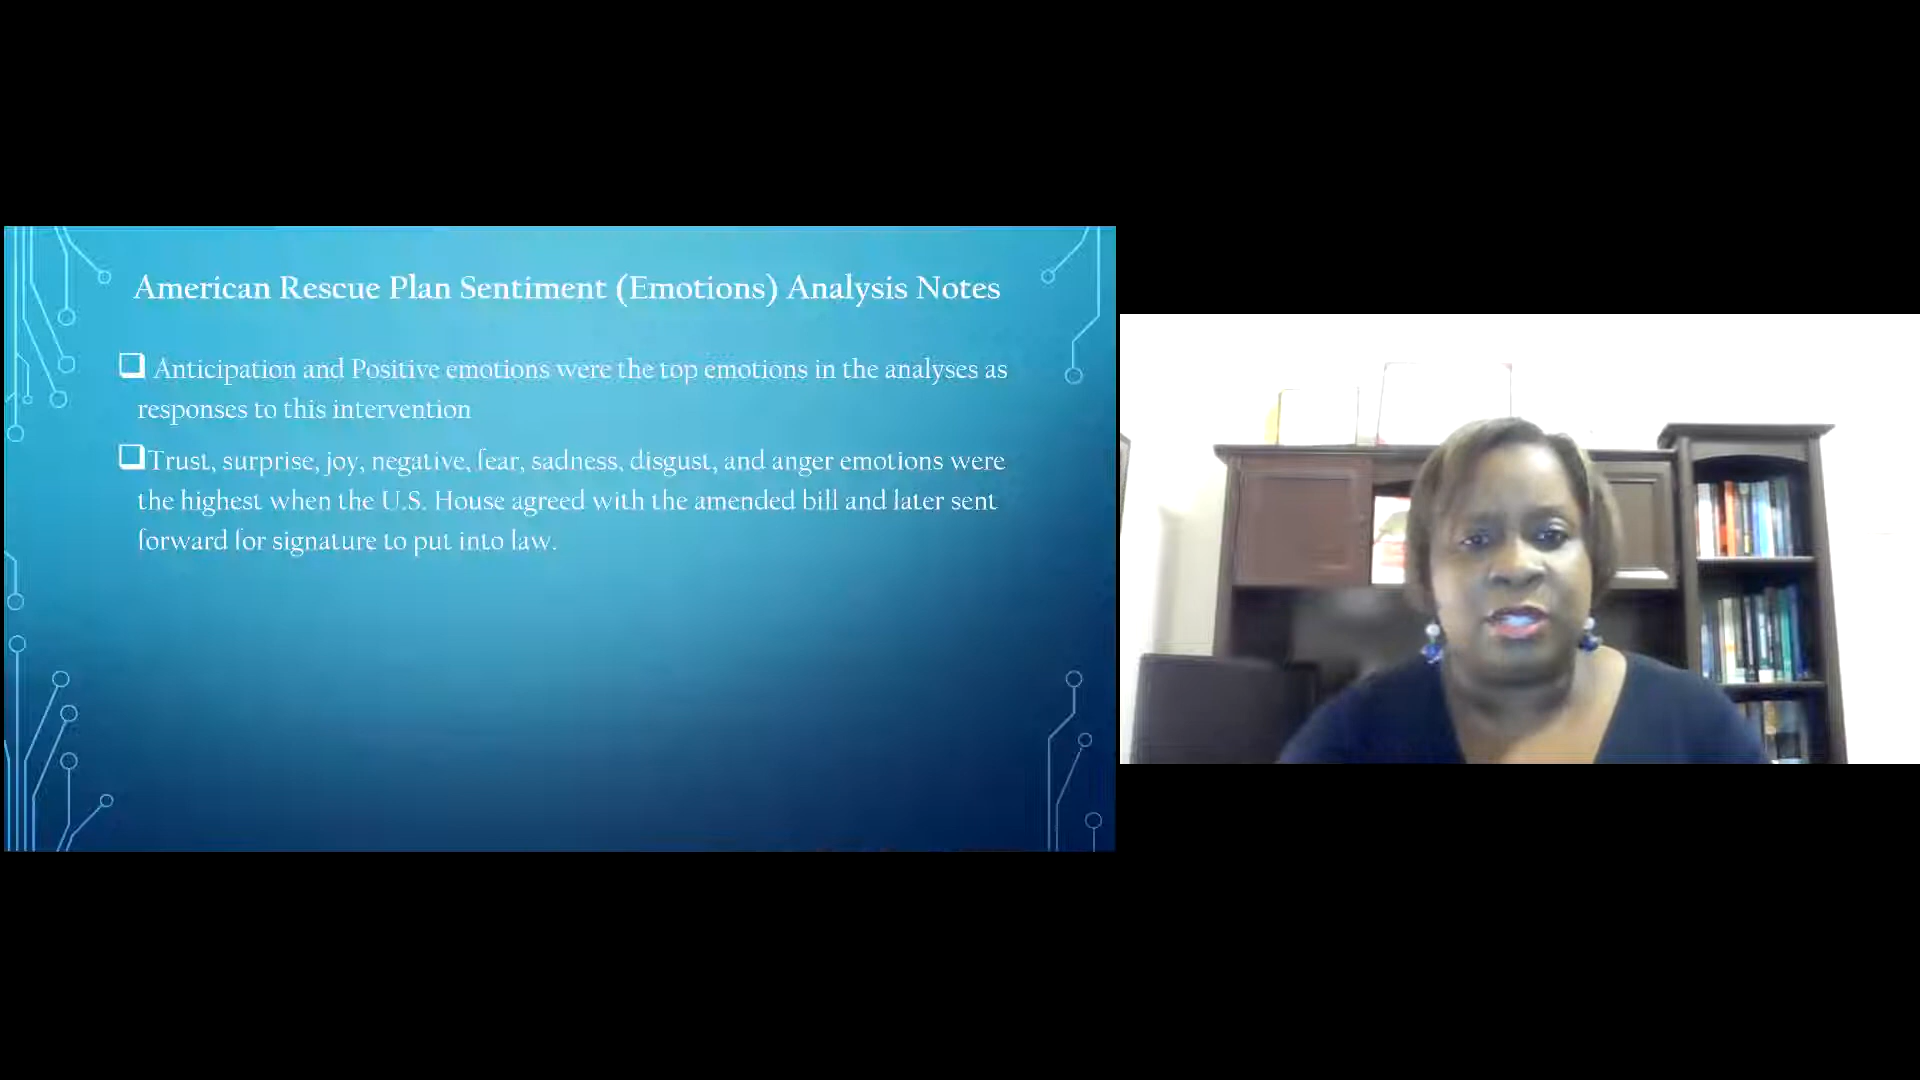 American Rescue Plan Sentiment (Emotions) Analysis Notes
Anticipation and Positive emotions were the top emotions in the analyses as
responses to this intervention
Trust, surprise, joy, negative, fear, sadness, disgust, and anger emotions were
the highest when the U.S. House agreed with the amended bill and later sent
forward for signature to put into law.